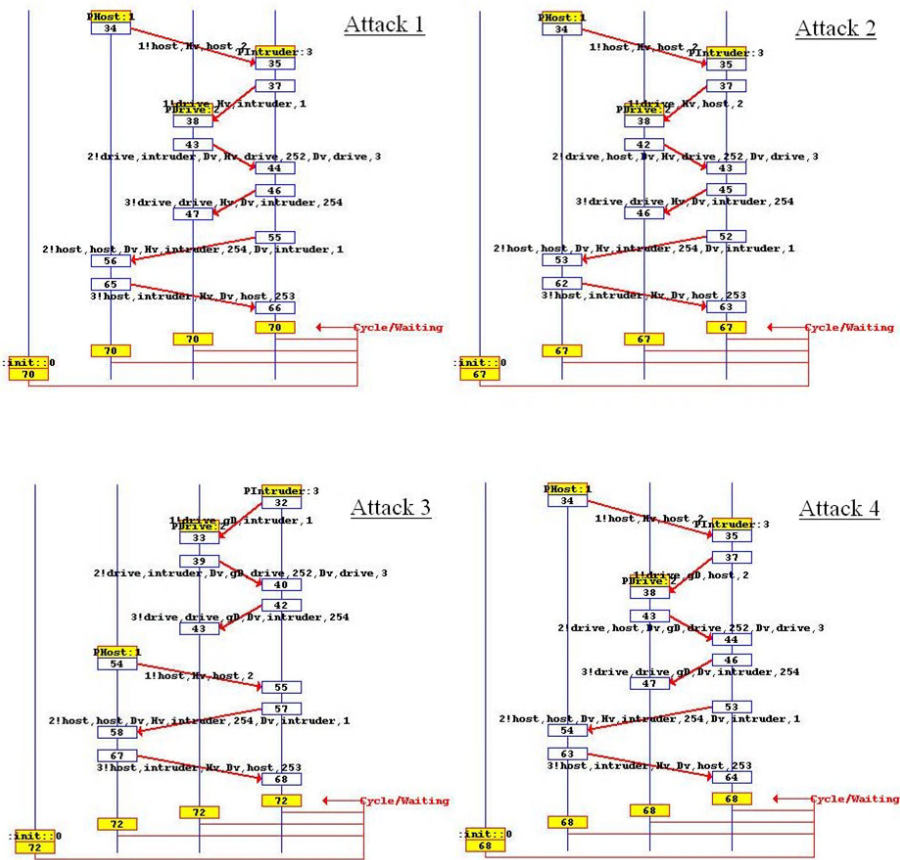 Attack 1
PHost:1
34
1!host,Hv,host,2
PIntruder:3
35
37
1!drive,Hv,intruder,1
PDrive:2
38
43
2!drive,intruder,Dv,Hv,drive,252,Dv,drive,3
44
46
3!drive,drive,Hv,Dv,intruder,254
47
55
2!host,host,Dv,Hv,intruder,254,Dv,intruder,1
56
65
3!host,intruder,Hv,Dv,host,253
66
70
Cycle/Waiting
70
70
:init::0
70
Attack 2
PHost:1
34
1!host,Hv,host,2
PIntruder:3
35
37
1!drive,Hv,host,2
PDrive:2
38
42
2!drive,host,Dv,Hv,drive,252,Dv,drive,3
43
45
3!drive,drive,Hv,Dv,intruder,254
46
52
2!host,host,Dv,Hv,intruder,254,Dv,intruder,1
53
62
3!host,intruder,Hv,Dv,host,253
63
67
Cycle/Waiting
67
67
:init::0
67
Attack 3
PIntruder:3
32
1!drive,gD,intruder,1
PDrive:2
33
39
2!drive,intruder,Dv,gD,drive,252,Dv,drive,3
40
42
3!drive,drive,gD,Dv,intruder,254
43
PHost:1
54
1!host,Hv,host,2
55
57
2!host,host,Dv,Hv,intruder,254,Dv,intruder,1
58
67
3!host,intruder,Hv,Dv,host,253
68
72
Cycle/Waiting
72
72
:init::0
72
Attack 4
PHost:1
34
1!host,Hv,host,2
PIntruder:3
35
37
1!drive,gD,host,2
PDrive:2
38
43
2!drive,host,Dv,gD,drive,252,Dv,drive,3
44
46
3!drive,drive,gD,Dv,intruder,254
47
53
2!host,host,Dv,Hv,intruder,254,Dv,intruder,1
54
63
3!host,intruder,Hv,Dv,host,253
64
68
Cycle/Waiting
68
68
:init::0
68